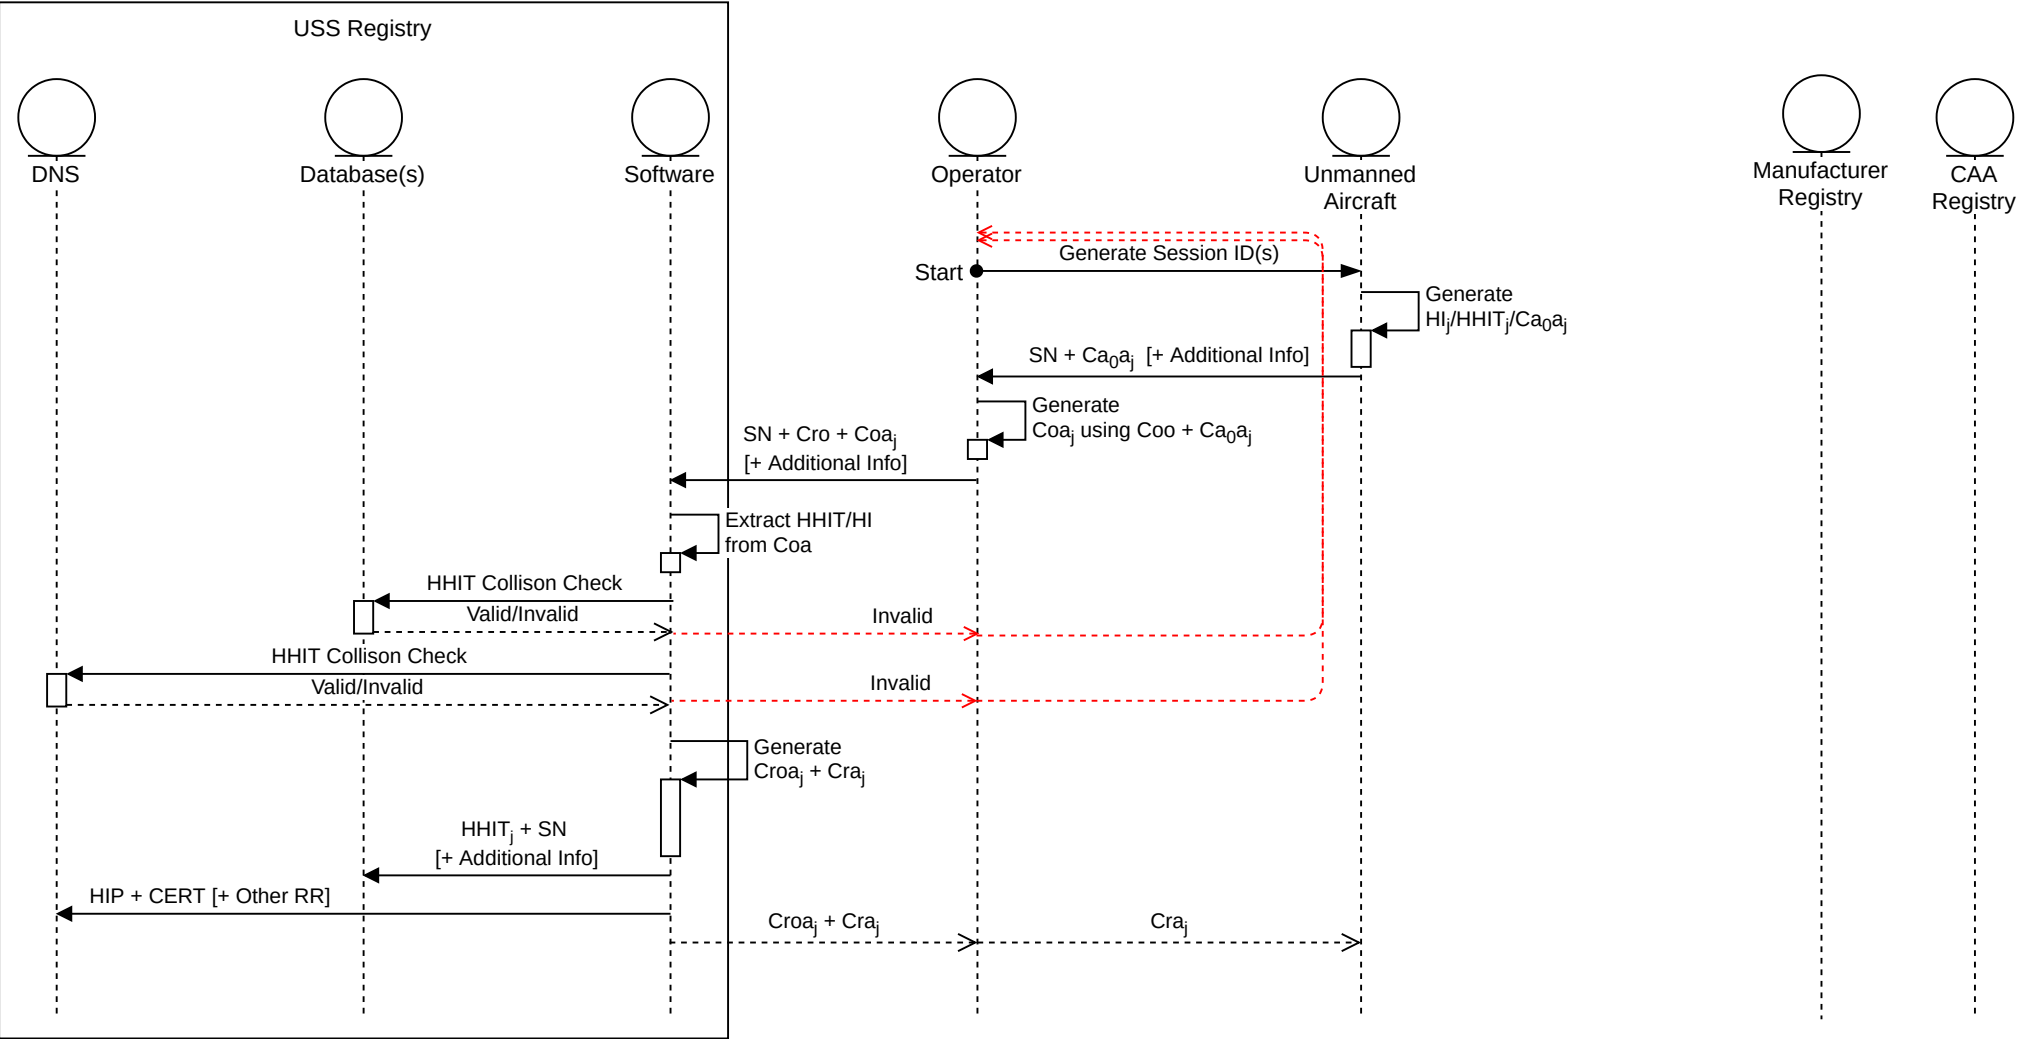 USS Registry
DNS
Database(s)
Software
Operator
Unmanned
Aircraft
Manufacturer
Registry
CAA
Registry
Generate Session ID(s)
Start
Generate
HIj/HHITj/Ca0aj
SN + Ca0aj [+ Additional Info]
Generate
Coaj using Coo + Ca0aj
SN + Cro + Coaj
[+ Additional Info]
Extract HHIT/HI
from Coa
HHIT Collison Check
Valid/Invalid
Invalid
HHIT Collison Check
Valid/Invalid
Invalid
Generate
Croaj + Craj
HHITj + SN
[+ Additional Info]
HIP + CERT [+ Other RR]
Croaj + Craj
Craj